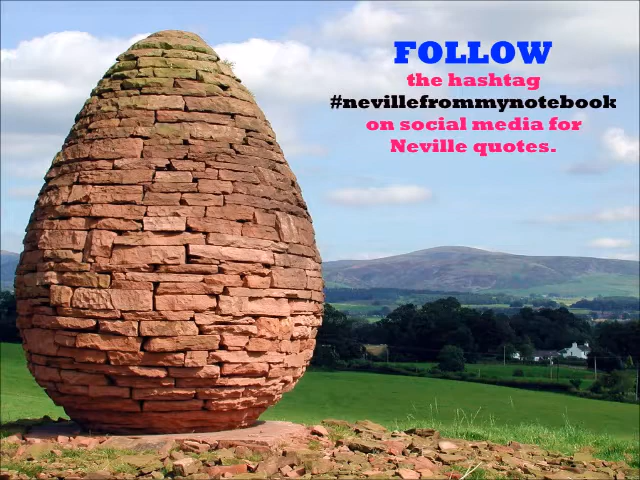 FOLLOW
the hashtag
#nevillefrommynotebook
on social media for
Neville quotes.